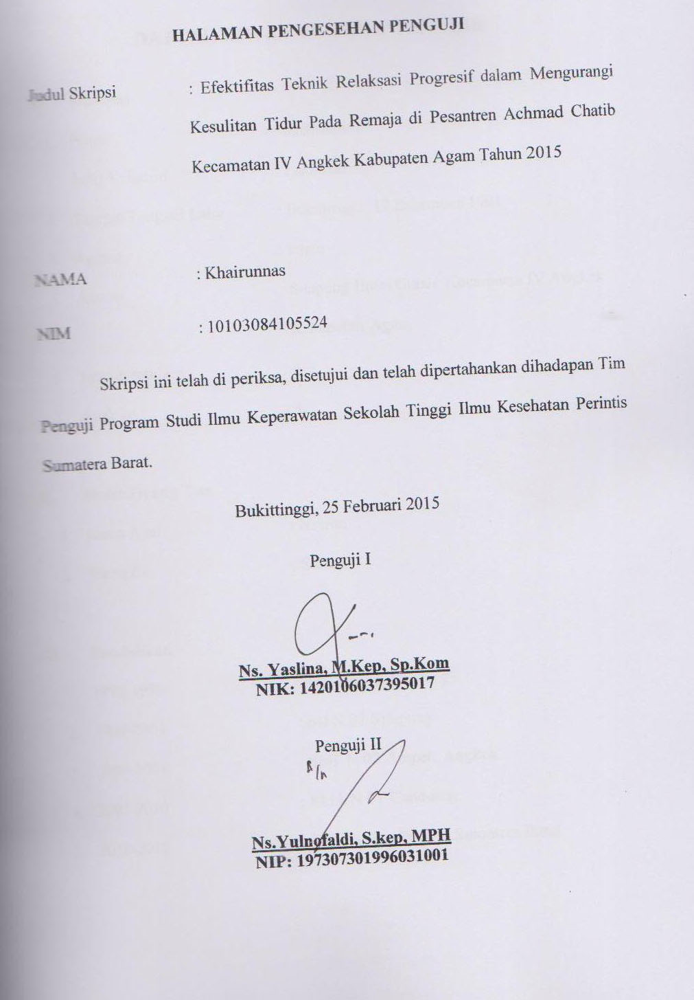 HALAMAN PENGESEHAN PENGUJI
Judul Skripsi : Efektifitas Teknik Relaksasi Progresif dalam Mengurangi
Kesulitan Tidur Pada Remaja di Pesantren Achmad Chatib
Kecamatan IV Angkek Kabupaten Agam Tahun 2015
NAMA : Khairunnas
NIM : 10103084105524
Skripsi ini telah di periksa, disetujui dan telah dipertahankan dihadapan Tim
Penguji Program Studi Ilmu Keperawatan Sekolah Tinggi Ilmu Kesehatan Perintis
Sumatera Barat.
Bukittinggi, 25 Februari 2015
Penguji I
Ns. Yaslina, M.Kep, Sp.Kom
NIK: 1420106037395017
Penguji II
Ns.Yulnofaldi, S.kep, MPH
NIP: 197307301996031001